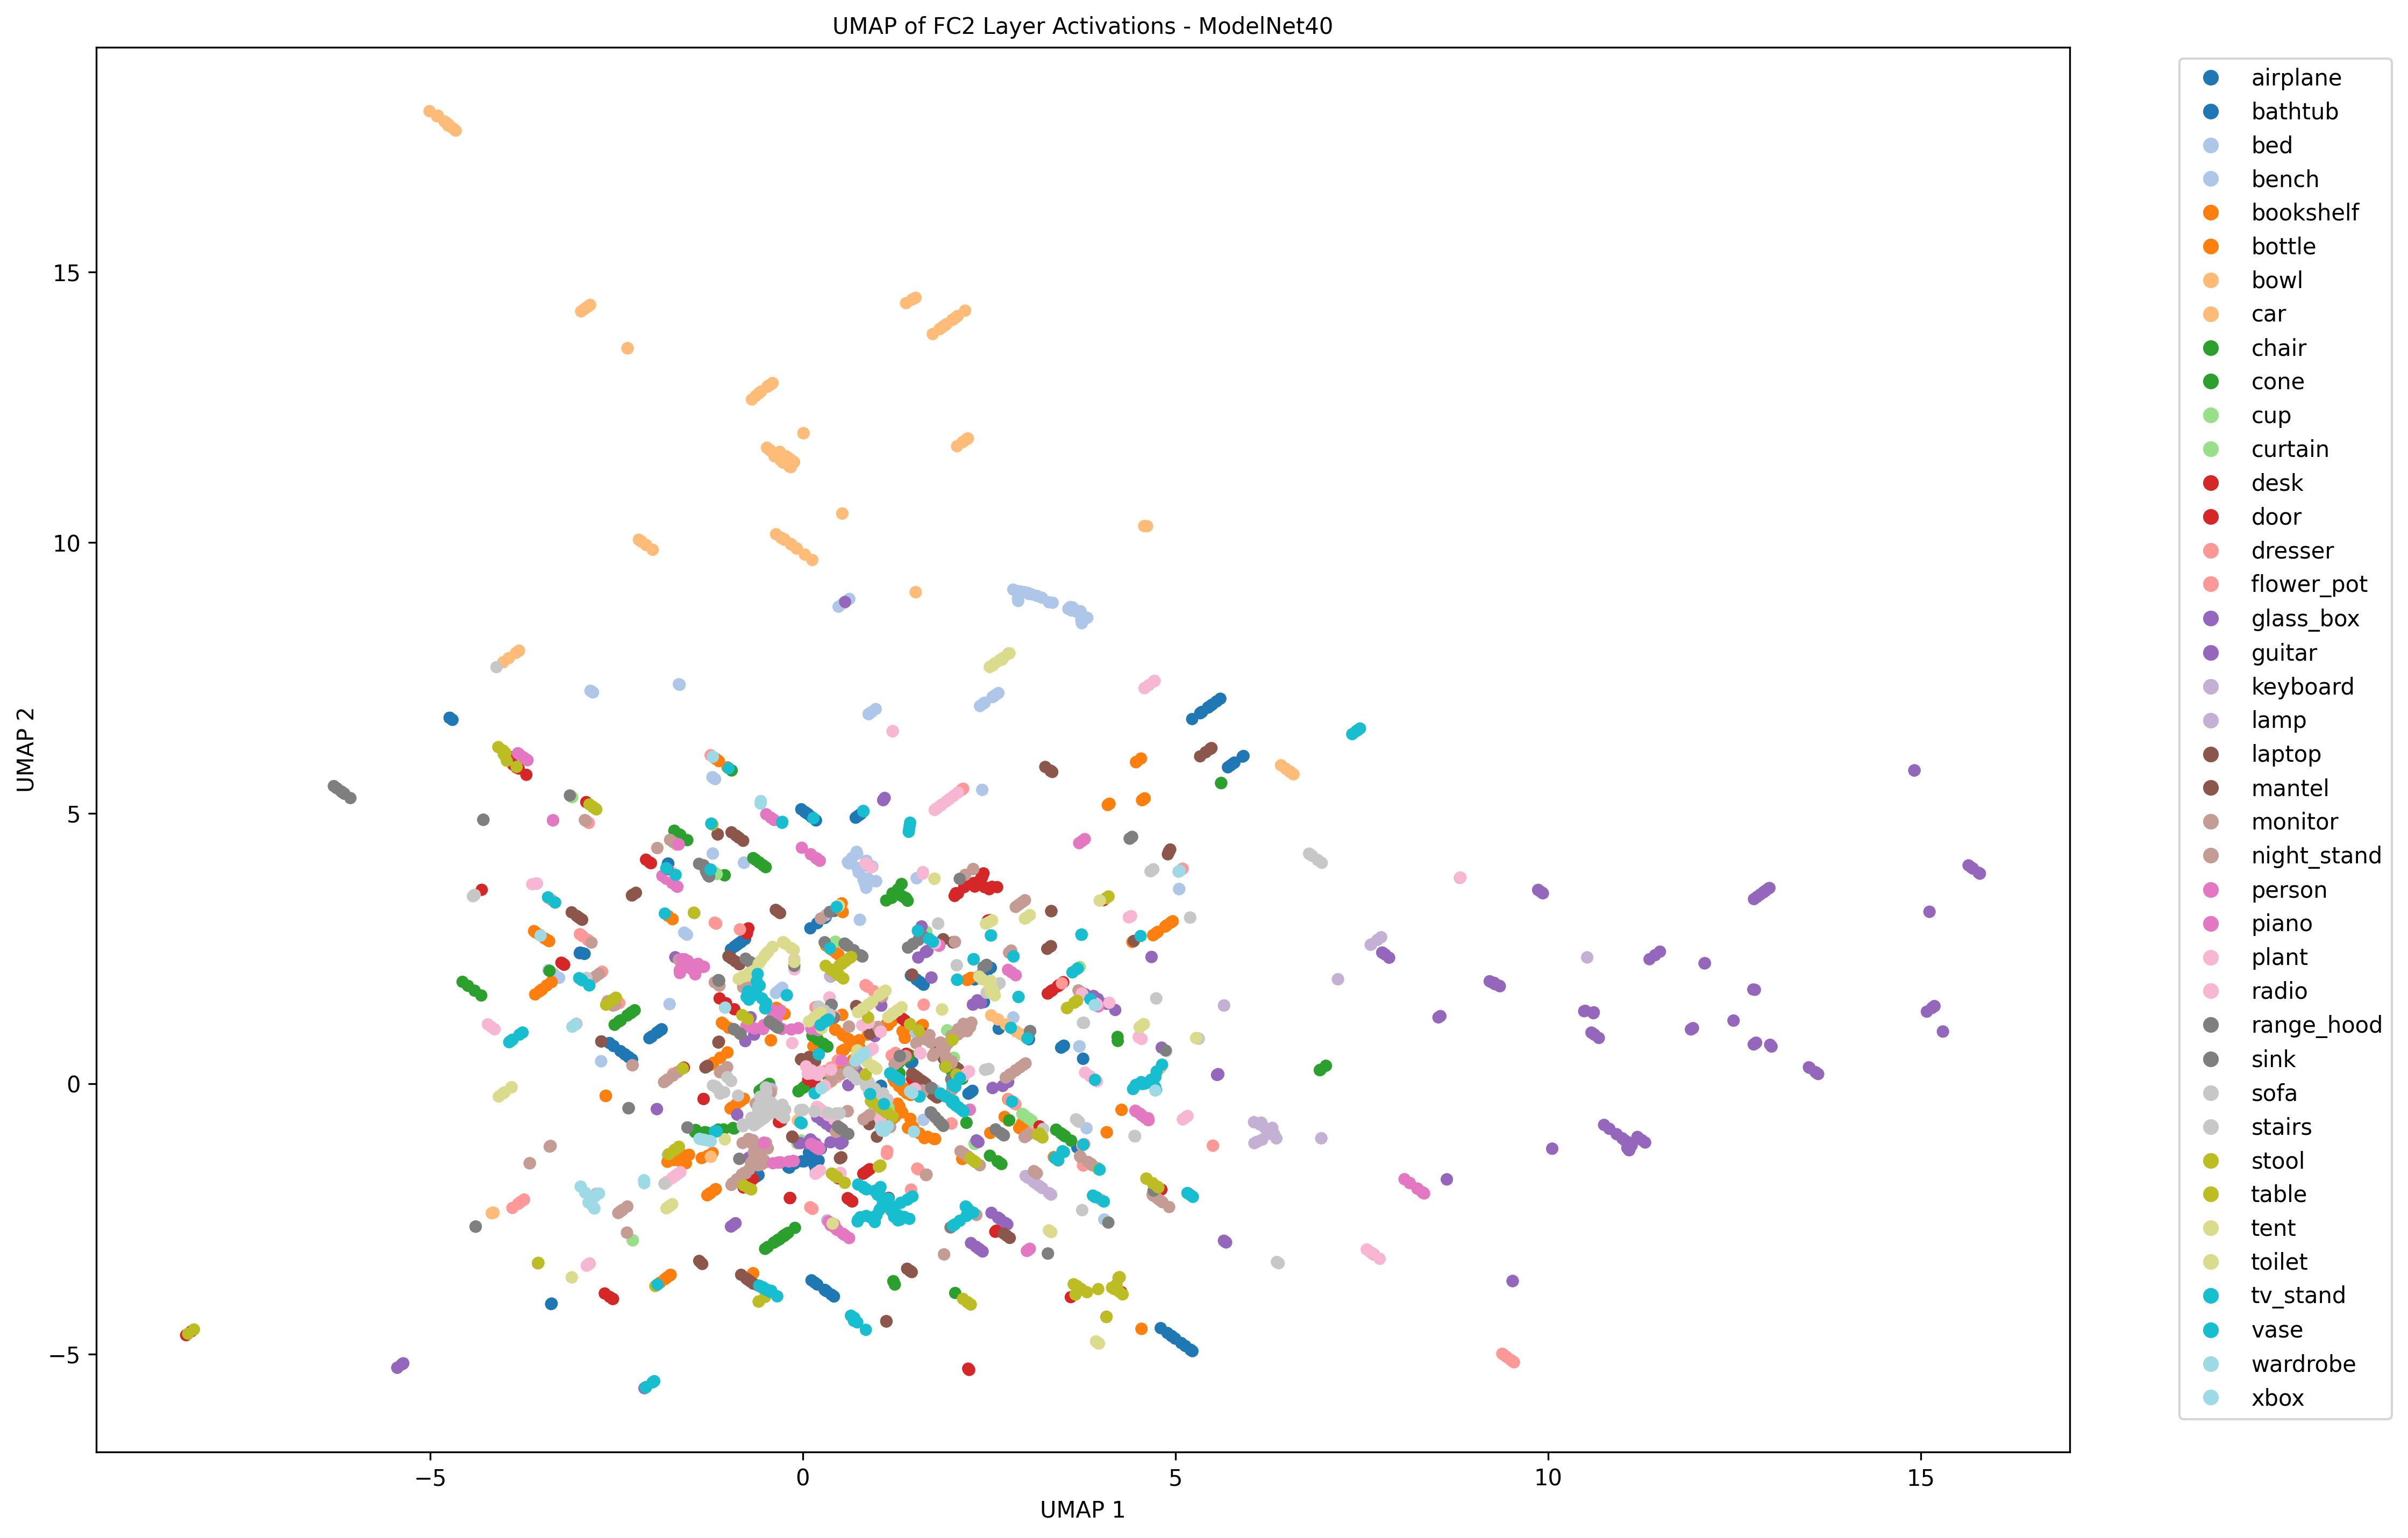 UMAP of FC2 Layer Activations - ModelNet40
UMAP 2
15
10
5
0
−5
−5
0
5
10
15
UMAP 1
airplane
bathtub
bed
bench
bookshelf
bottle
bowl
car
chair
cone
cup
curtain
desk
door
dresser
flower_pot
glass_box
guitar
keyboard
lamp
laptop
mantel
monitor
night_stand
person
piano
plant
radio
range_hood
sink
sofa
stairs
stool
table
tent
toilet
tv_stand
vase
wardrobe
xbox